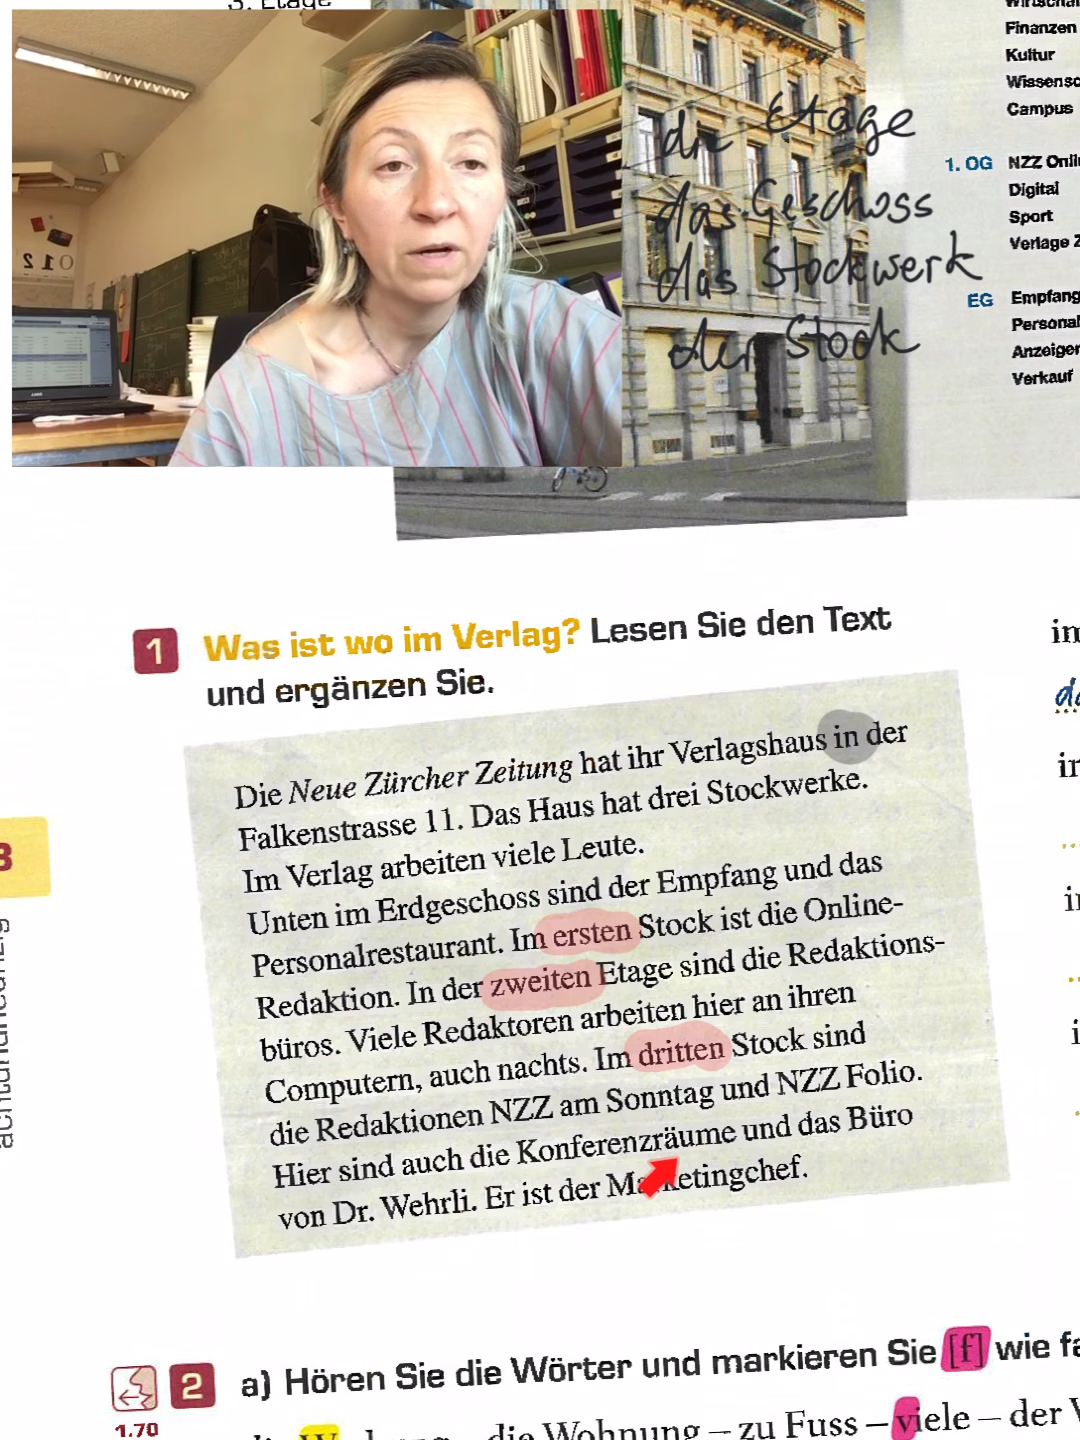 3. Etage
Finanzen
Kultur
Campus
die Etage
das Geschoss
das Stockwerk
der Stock
1. OG
Digital
Sport
EG
Empfang
Verkauf
1
Was ist wo im Verlag? Lesen Sie den Text
und ergänzen Sie.
Die Neue Zürcher Zeitung hat ihr Verlagshaus in der
Falkenstrasse 11. Das Haus hat drei Stockwerke.
Im Verlag arbeiten viele Leute.
Unten im Erdgeschoss sind der Empfang und das
Personalrestaurant. Im ersten Stock ist die Online-
Redaktion. In der zweiten Etage sind die Redaktions-
büros. Viele Redaktoren arbeiten hier an ihren
Computern, auch nachts. Im dritten Stock sind
die Redaktionen NZZ am Sonntag und NZZ Folio.
Hier sind auch die Konferenzräume und das Büro
von Dr. Wehrli. Er ist der Marketingchef.
2 a) Hören Sie die Wörter und markieren Sie [f] wie
1.70
die Wohnung – zu Fuss – viele – der